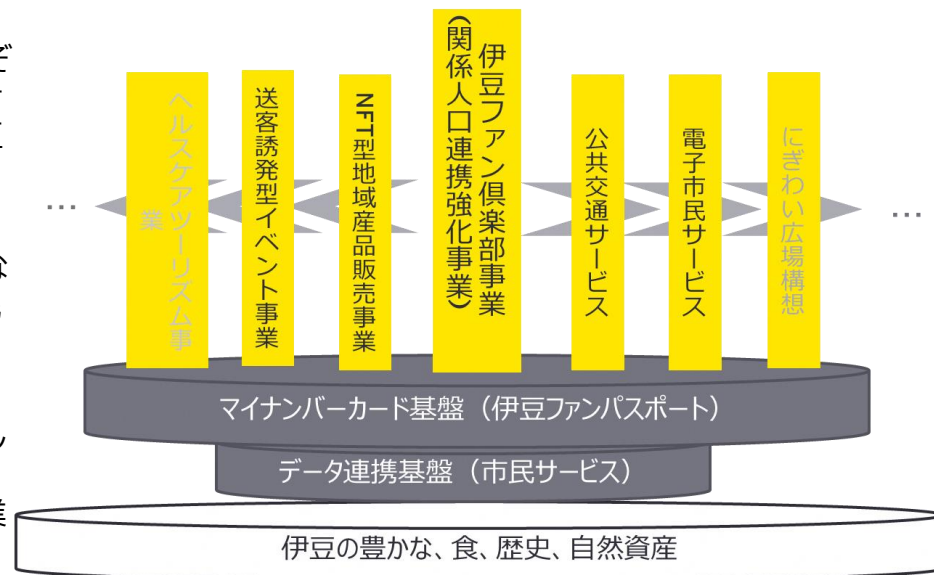 ヘルスケアツーリズム事
業
送客誘発型イベント事業
NFT型地域産品販売事業
伊豆ファン倶楽部事業
(関係人口連携強化事業)
公共交通サービス
電子市民サービス
にぎわい広場構想
…
…
マイナンバーカード基盤（伊豆ファンパスポート）
データ連携基盤（市民サービス）
伊豆の豊かな、食、歴史、自然資産